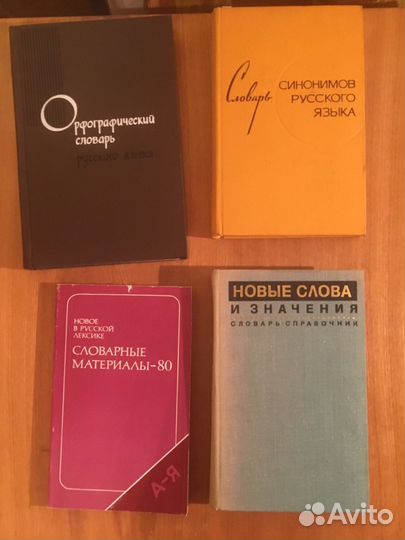 Орфографический
словарь
русского языка
Словарь
СИНОНИМОВ
РУССКОГО
ЯЗЫКА
НОВОЕ
В РУССКОЙ
ЛЕКСИКЕ
СЛОВАРНЫЕ
МАТЕРИАЛЫ-80
А-Я
НОВЫЕ СЛОВА
И ЗНАЧЕНИЯ
СЛОВАРЬ-СПРАВОЧНИК
Avito